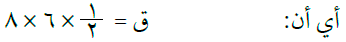 أي أن: ق = ١/٢ × ٦ × ٨